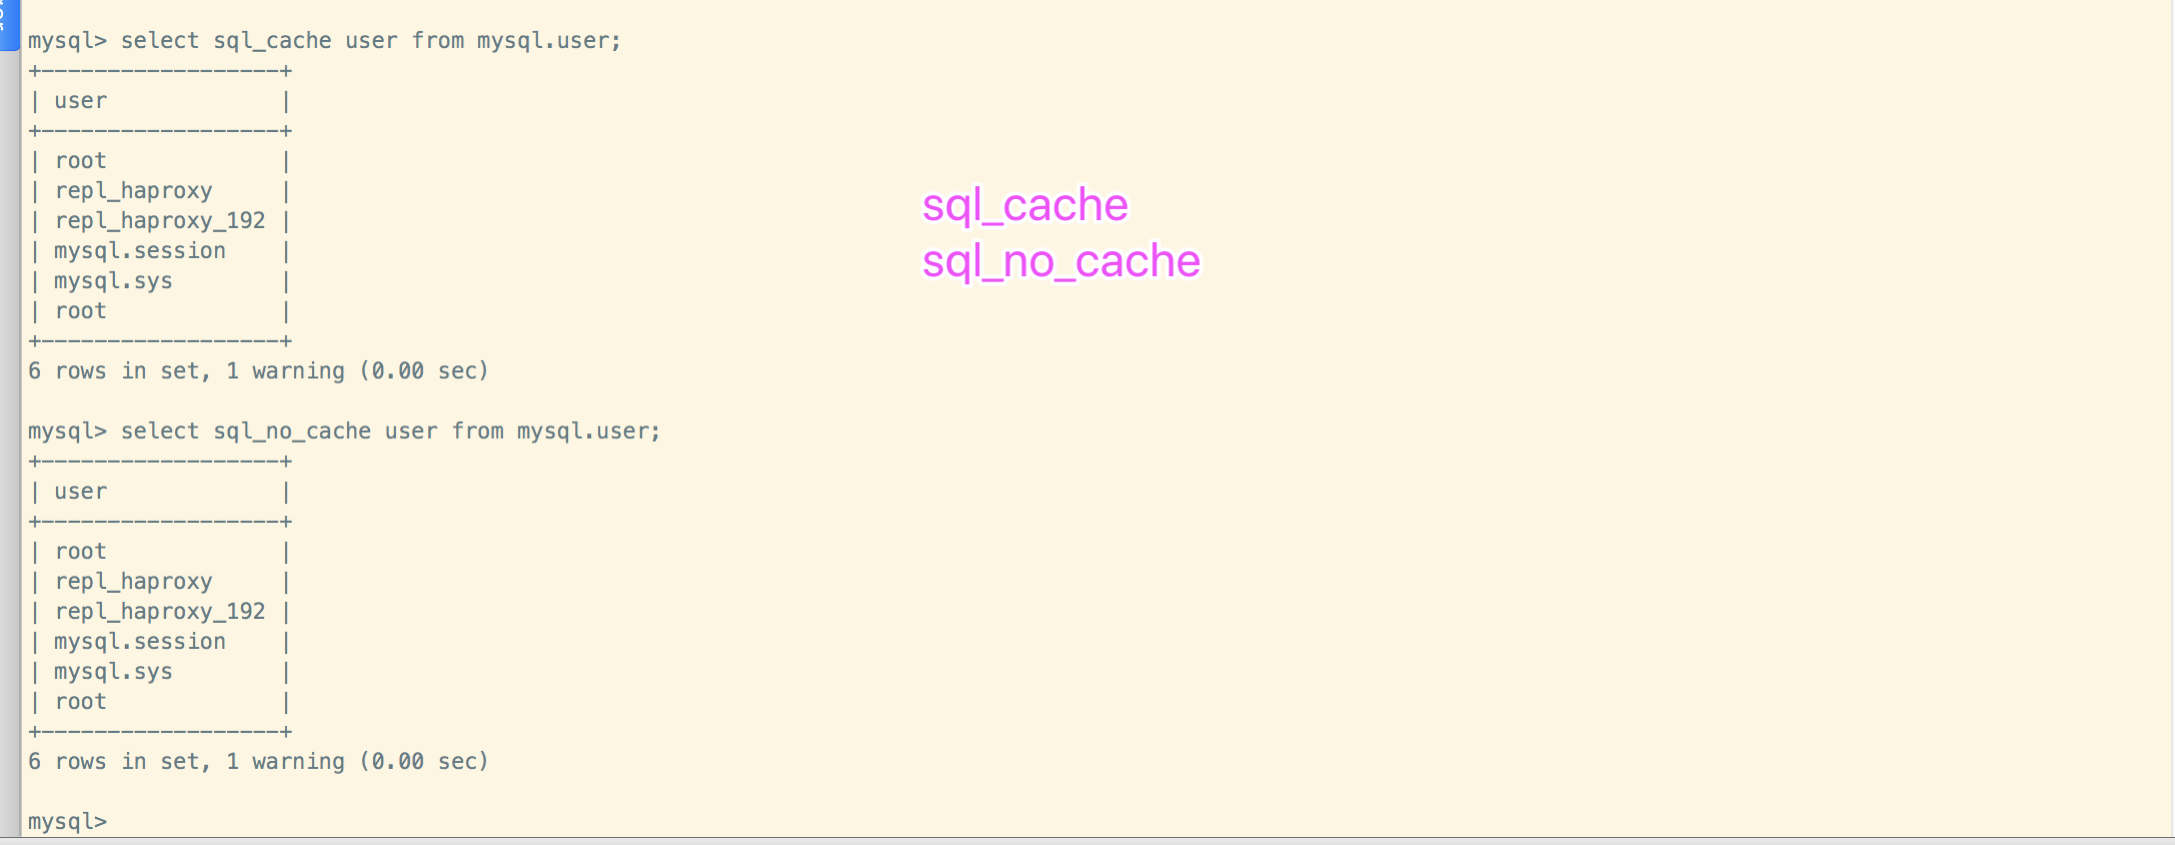 mysql> select sql_cache user from mysql.user;
+------------------+
| user             |
+------------------+
| root             |
| repl_haproxy     |
| repl_haproxy_192 |
| mysql.session    |
| mysql.sys        |
| root             |
+------------------+
6 rows in set, 1 warning (0.00 sec)
mysql> select sql_no_cache user from mysql.user;
+------------------+
| user             |
+------------------+
| root             |
| repl_haproxy     |
| repl_haproxy_192 |
| mysql.session    |
| mysql.sys        |
| root             |
+------------------+
6 rows in set, 1 warning (0.00 sec)
mysql>
sql_cache
sql_no_cache